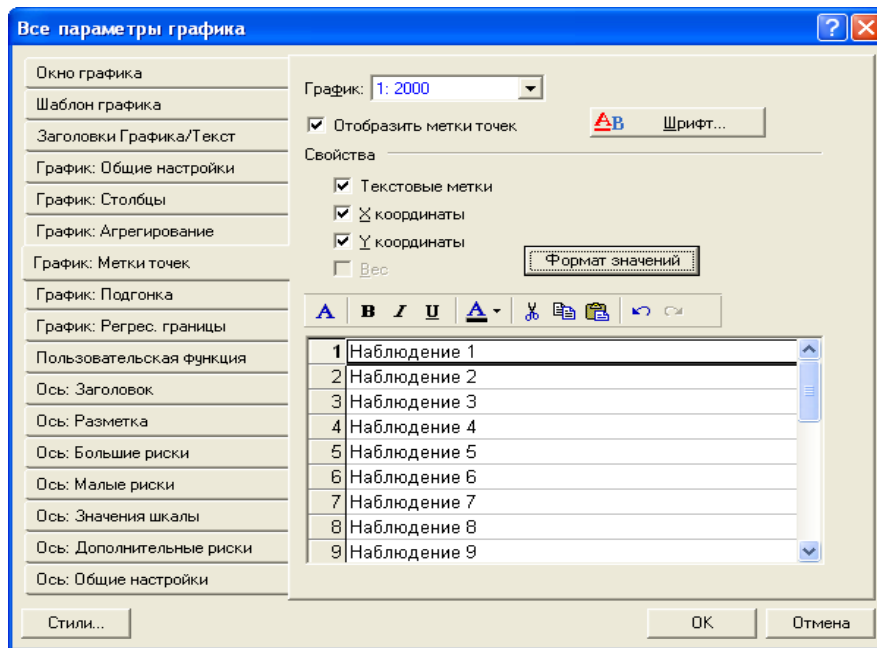 Все параметры графика
Окно графика
Шаблон графика
Заголовки Графика/Текст
График: Общие настройки
График: Столбцы
График: Агрегирование
График: Метки точек
График: Подгонка
График: Регрес. границы
Пользовательская функция
Ось: Заголовок
Ось: Разметка
Ось: Большие риски
Ось: Малые риски
Ось: Значения шкалы
Ось: Дополнительные риски
Ось: Общие настройки
График: 1: 2000
Отобразить метки точек
AB Шрифт...
Свойства
Текстовые метки
X координаты
Y координаты
Вес
Формат значений
A B I U A
1 Наблюдение 1
2 Наблюдение 2
3 Наблюдение 3
4 Наблюдение 4
5 Наблюдение 5
6 Наблюдение 6
7 Наблюдение 7
8 Наблюдение 8
9 Наблюдение 9
Стили...
OK
Отмена